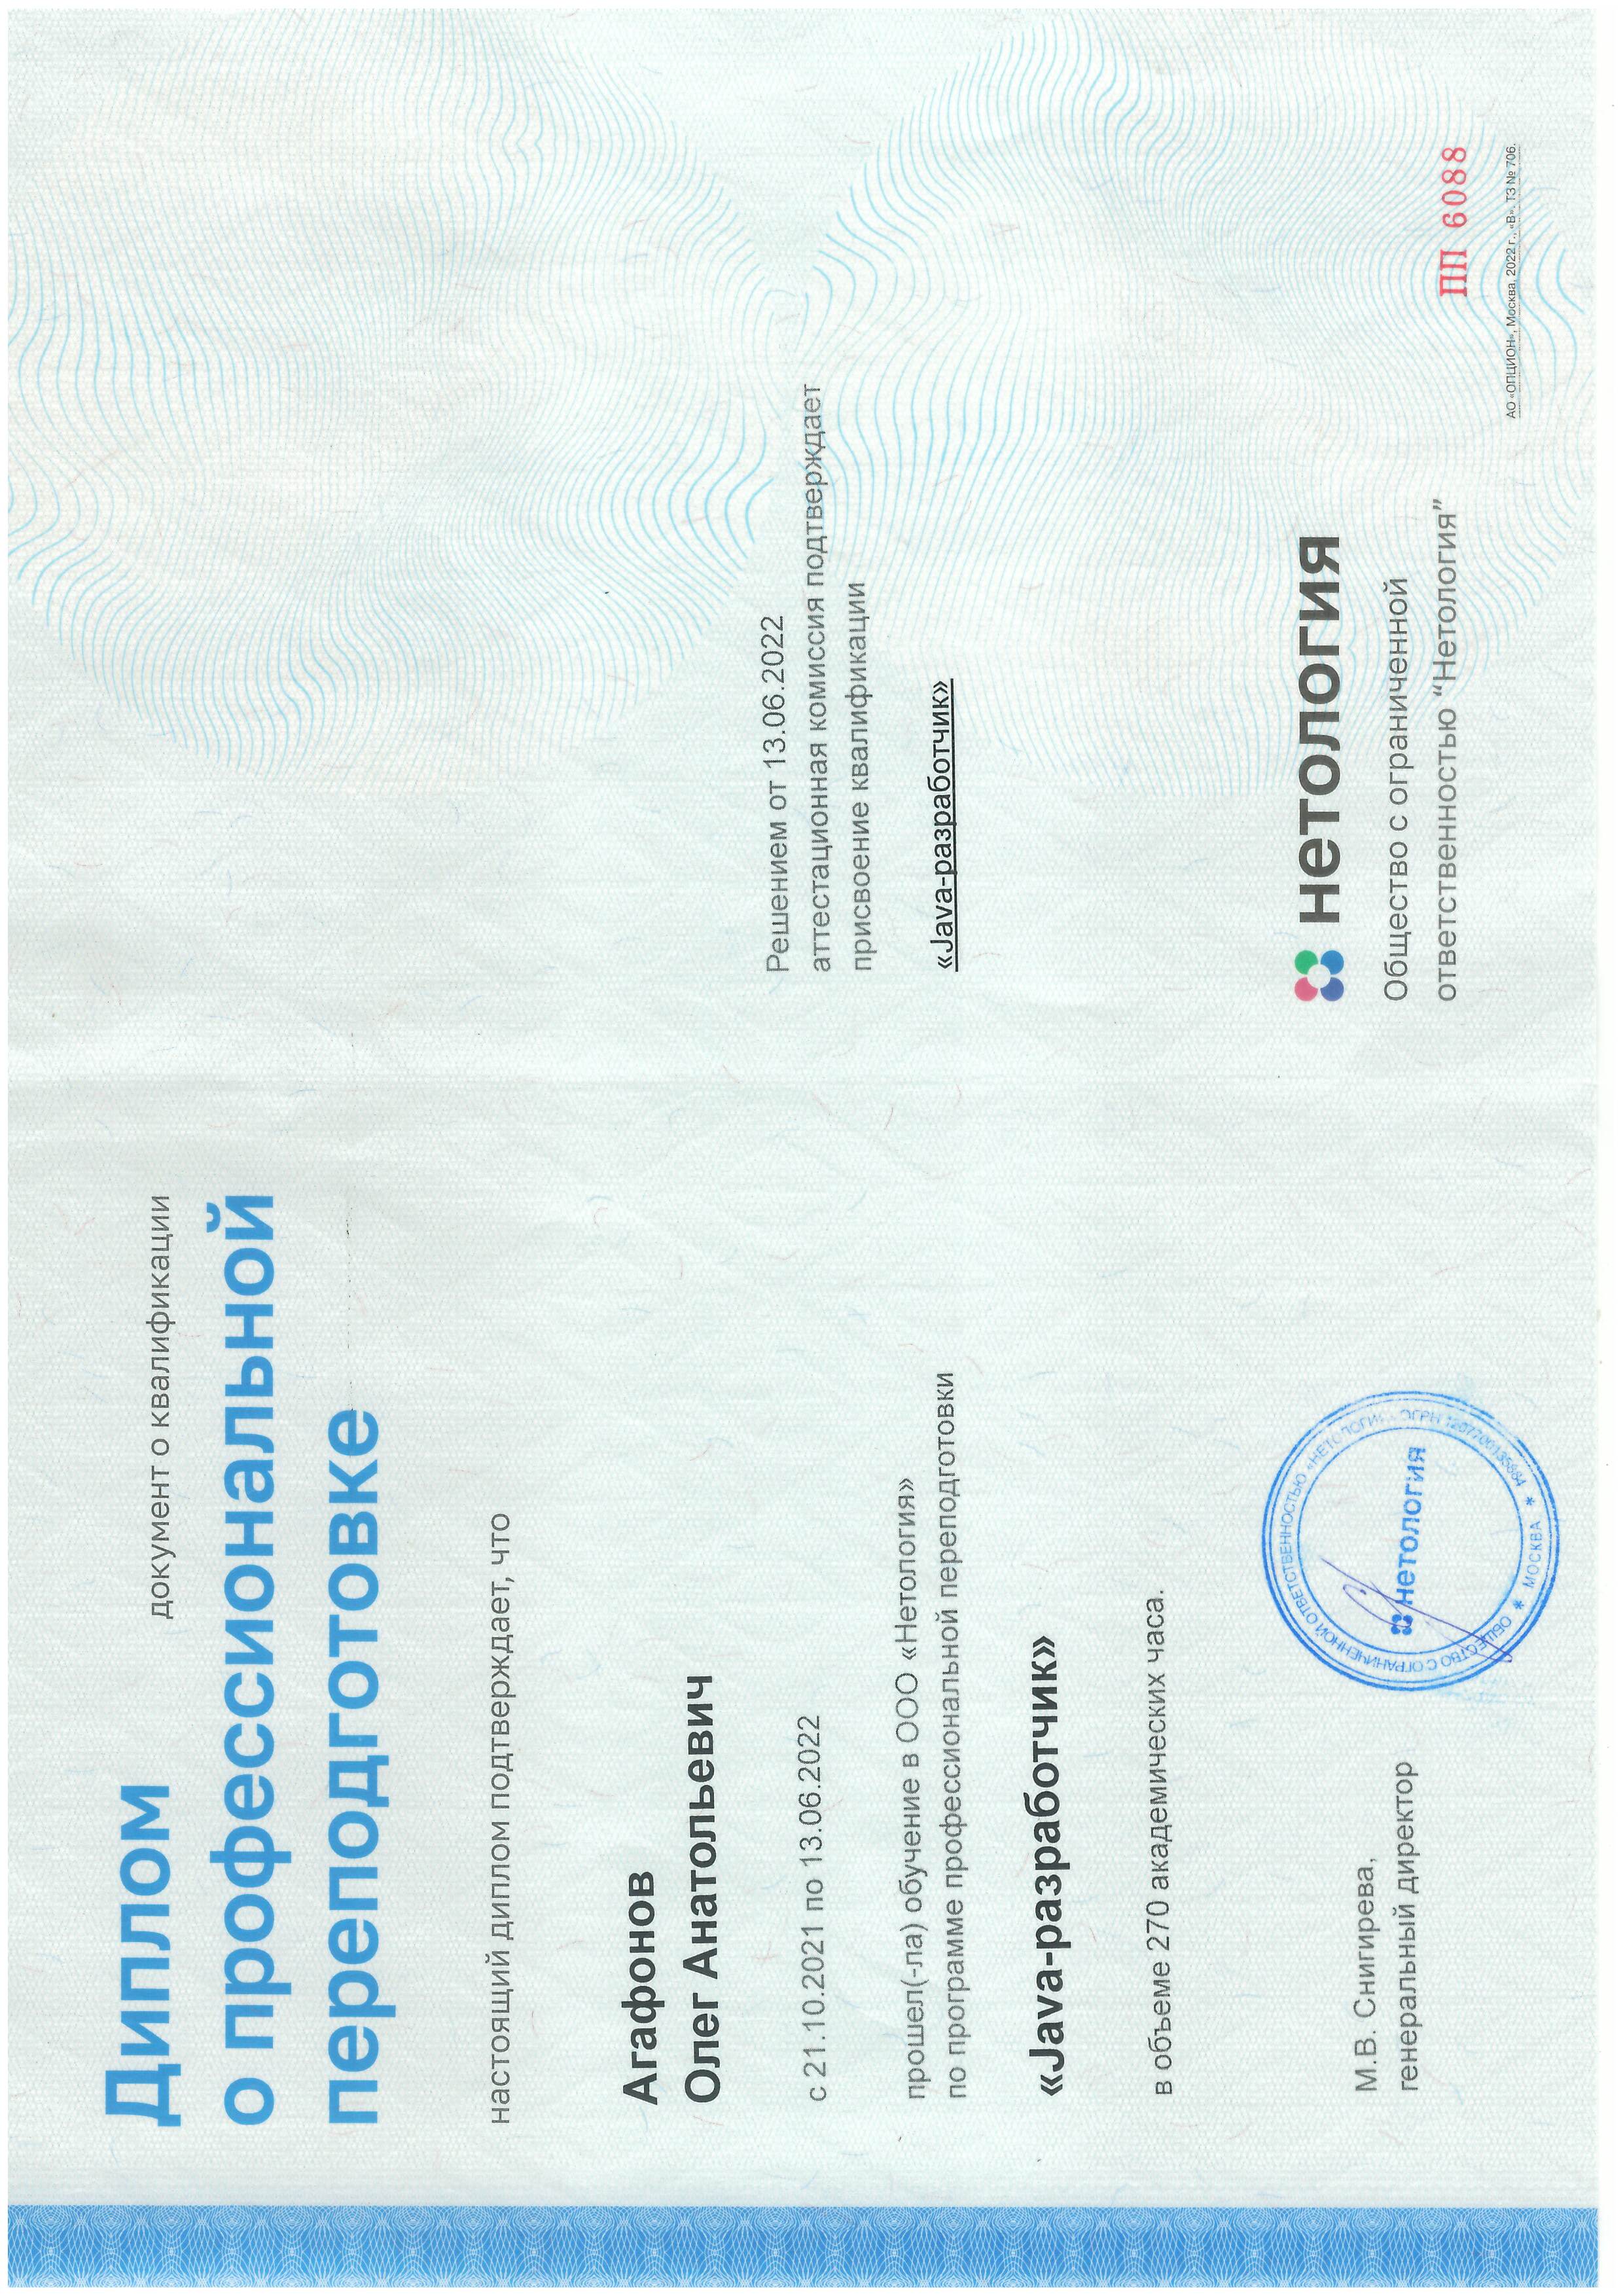 Диплом
документ о квалификации
о профессиональной
переподготовке
настоящий диплом подтверждает, что
Агафонов
Олег Анатольевич
с 21.10.2021 по 13.06.2022
прошел(-ла) обучение в ООО «Нетология»
по программе профессиональной переподготовки
«Java-разработчик»
в объеме 270 академических часа.
М.В. Снигирева,
генеральный директор
ОБЩЕСТВО С ОГРАНИЧЕННОЙ ОТВЕТСТВЕННОСТЬЮ «НЕТОЛОГИЯ» ОГРН
* МОСКВА *
нетология
Решением от 13.06.2022
аттестационная комиссия подтверждает
присвоение квалификации
«Java-разработчик»
нетология
Общество с ограниченной
ответственностью “Нетология”
ПП 6088
АО «ОПЦИОН», Москва, 2022 г., «В». ТЗ № 706.